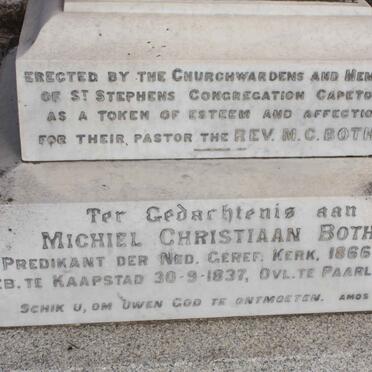 ERECTED BY THE CHURCHWARDENS AND MEM
OF ST STEPHENS CONGREGATION CAPETO
AS A TOKEN OF ESTEEM AND AFFECTIO
FOR THEIR PASTOR THE REV. M. C. BOTH
Ter Gedachtenis aan
MICHIEL CHRISTIAAN BOTH
PREDIKANT DER NED. GEREF. KERK, 1866
EB. TE KAAPSTAD 30-9-1837, OVL. TE PAARL
SCHIK U, OM UWEN GOD TE ONTMOETEN. AMOS